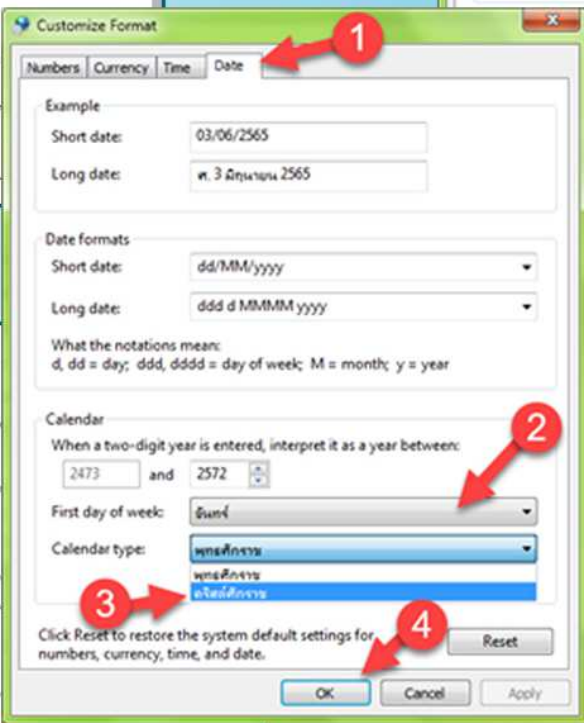 Customize Format
1
Numbers Currency Time Date
Example
Short date: 03/06/2565
Long date: ศ. 3 มิถุนายน 2565
Date formats
Short date: dd/MM/yyyy
Long date: ddd d MMMM yyyy
What the notations mean:
d, dd = day; ddd, dddd = day of week; M = month; y = year
Calendar
2
When a two-digit year is entered, interpret it as a year between:
2473 and 2572
First day of week: จันทร์
Calendar type: พุทธศักราช
พุทธศักราช
3 คริสต์ศักราช
4
Click Reset to restore the system default settings for
numbers, currency, time, and date.
Reset
OK Cancel Apply